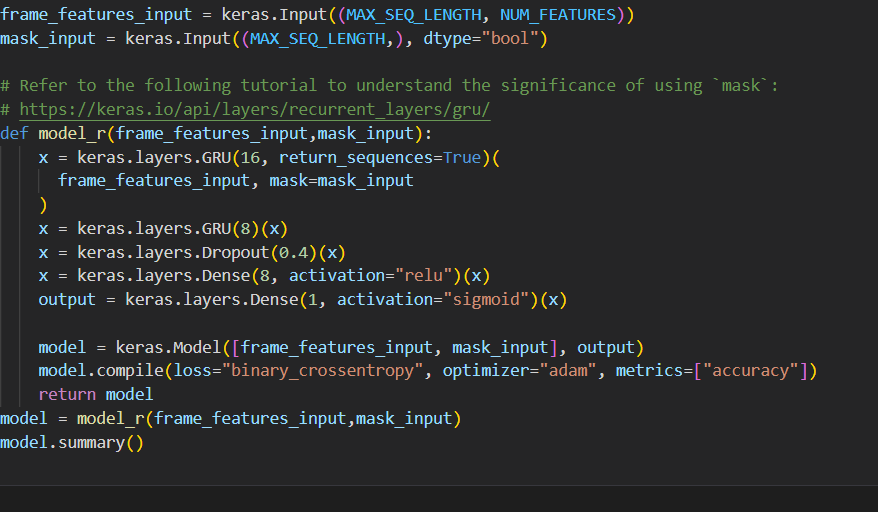 frame_features_input = keras.Input((MAX_SEQ_LENGTH, NUM_FEATURES))
mask_input = keras.Input((MAX_SEQ_LENGTH,), dtype="bool")

# Refer to the following tutorial to understand the significance of using `mask`:
# https://keras.io/api/layers/recurrent_layers/gru/
def model_r(frame_features_input,mask_input):
    x = keras.layers.GRU(16, return_sequences=True)(
      frame_features_input, mask=mask_input
    )
    x = keras.layers.GRU(8)(x)
    x = keras.layers.Dropout(0.4)(x)
    x = keras.layers.Dense(8, activation="relu")(x)
    output = keras.layers.Dense(1, activation="sigmoid")(x)

    model = keras.Model([frame_features_input, mask_input], output)
    model.compile(loss="binary_crossentropy", optimizer="adam", metrics=["accuracy"])
    return model
model = model_r(frame_features_input,mask_input)
model.summary()